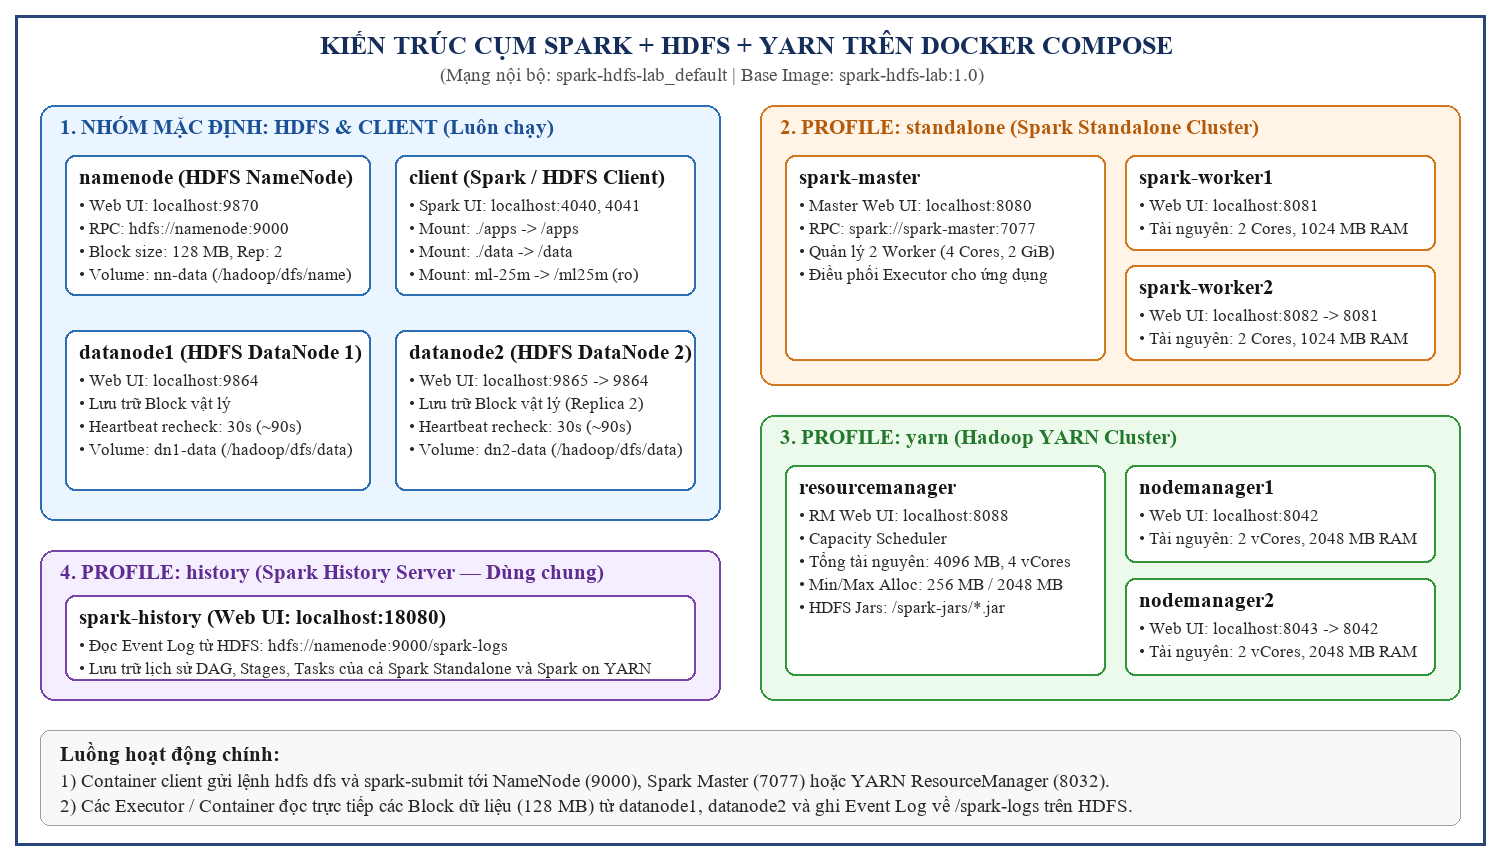 KIẾN TRÚC CỤM SPARK + HDFS + YARN TRÊN DOCKER COMPOSE
(Mạng nội bộ: spark-hdfs-lab_default | Base Image: spark-hdfs-lab:1.0)
1. NHÓM MẶC ĐỊNH: HDFS & CLIENT (Luôn chạy)
namenode (HDFS NameNode)
• Web UI: localhost:9870
• RPC: hdfs://namenode:9000
• Block size: 128 MB, Rep: 2
• Volume: nn-data (/hadoop/dfs/name)
client (Spark / HDFS Client)
• Spark UI: localhost:4040, 4041
• Mount: ./apps -> /apps
• Mount: ./data -> /data
• Mount: ml-25m -> /ml25m (ro)
datanode1 (HDFS DataNode 1)
• Web UI: localhost:9864
• Lưu trữ Block vật lý
• Heartbeat recheck: 30s (~90s)
• Volume: dn1-data (/hadoop/dfs/data)
datanode2 (HDFS DataNode 2)
• Web UI: localhost:9865 -> 9864
• Lưu trữ Block vật lý (Replica 2)
• Heartbeat recheck: 30s (~90s)
• Volume: dn2-data (/hadoop/dfs/data)
2. PROFILE: standalone (Spark Standalone Cluster)
spark-master
• Master Web UI: localhost:8080
• RPC: spark://spark-master:7077
• Quản lý 2 Worker (4 Cores, 2 GiB)
• Điều phối Executor cho ứng dụng
spark-worker1
• Web UI: localhost:8081
• Tài nguyên: 2 Cores, 1024 MB RAM
spark-worker2
• Web UI: localhost:8082 -> 8081
• Tài nguyên: 2 Cores, 1024 MB RAM
3. PROFILE: yarn (Hadoop YARN Cluster)
resourcemanager
• RM Web UI: localhost:8088
• Capacity Scheduler
• Tổng tài nguyên: 4096 MB, 4 vCores
• Min/Max Alloc: 256 MB / 2048 MB
• HDFS Jars: /spark-jars/*.jar
nodemanager1
• Web UI: localhost:8042
• Tài nguyên: 2 vCores, 2048 MB RAM
nodemanager2
• Web UI: localhost:8043 -> 8042
• Tài nguyên: 2 vCores, 2048 MB RAM
4. PROFILE: history (Spark History Server — Dùng chung)
spark-history (Web UI: localhost:18080)
• Đọc Event Log từ HDFS: hdfs://namenode:9000/spark-logs
• Lưu trữ lịch sử DAG, Stages, Tasks của cả Spark Standalone và Spark on YARN
Luồng hoạt động chính:
1) Container client gửi lệnh hdfs dfs và spark-submit tới NameNode (9000), Spark Master (7077) hoặc YARN ResourceManager (8032).
2) Các Executor / Container đọc trực tiếp các Block dữ liệu (128 MB) từ datanode1, datanode2 và ghi Event Log về /spark-logs trên HDFS.